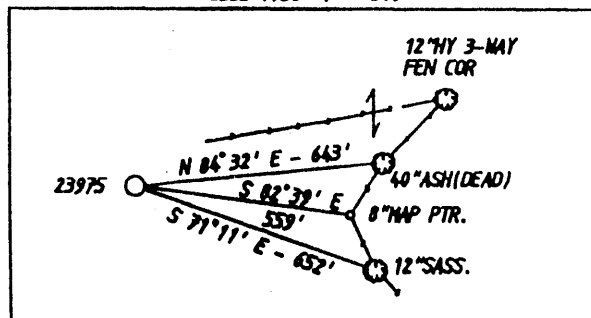 12"HY 3-WAY
FEN COR
N 84°32' E - 643'
40"ASH(DEAD)
23975
S 82°39' E
559'
8"MAP PTR.
S 71°11' E - 652'
12"SASS.